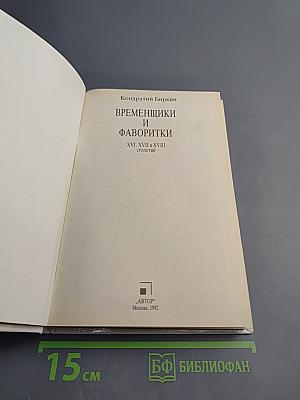 Кондратий Биркин
ВРЕМЕНЩИКИ
И
ФАВОРИТКИ
XVI, XVII и XVIII
столетий
„АВТОР"
Москва, 1992
15 см
БФ БИБЛИОФАН